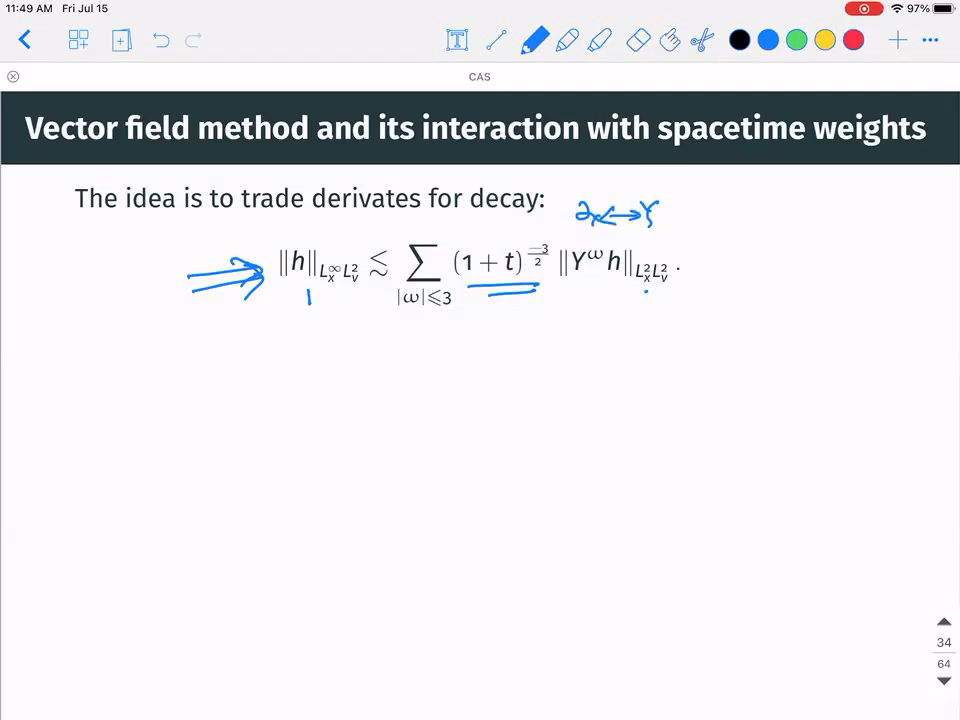 11:49 AM Fri Jul 15
97%
CAS
Vector field method and its interaction with spacetime weights
The idea is to trade derivates for decay:
∂ₓ ↔ Y
‖h‖_{L^∞_x L^2_v} ≲ ∑_{|ω|⩽3} (1 + t)^{\frac{-3}{2}} ‖Y^ω h‖_{L^2_x L^2_v} .
34
64